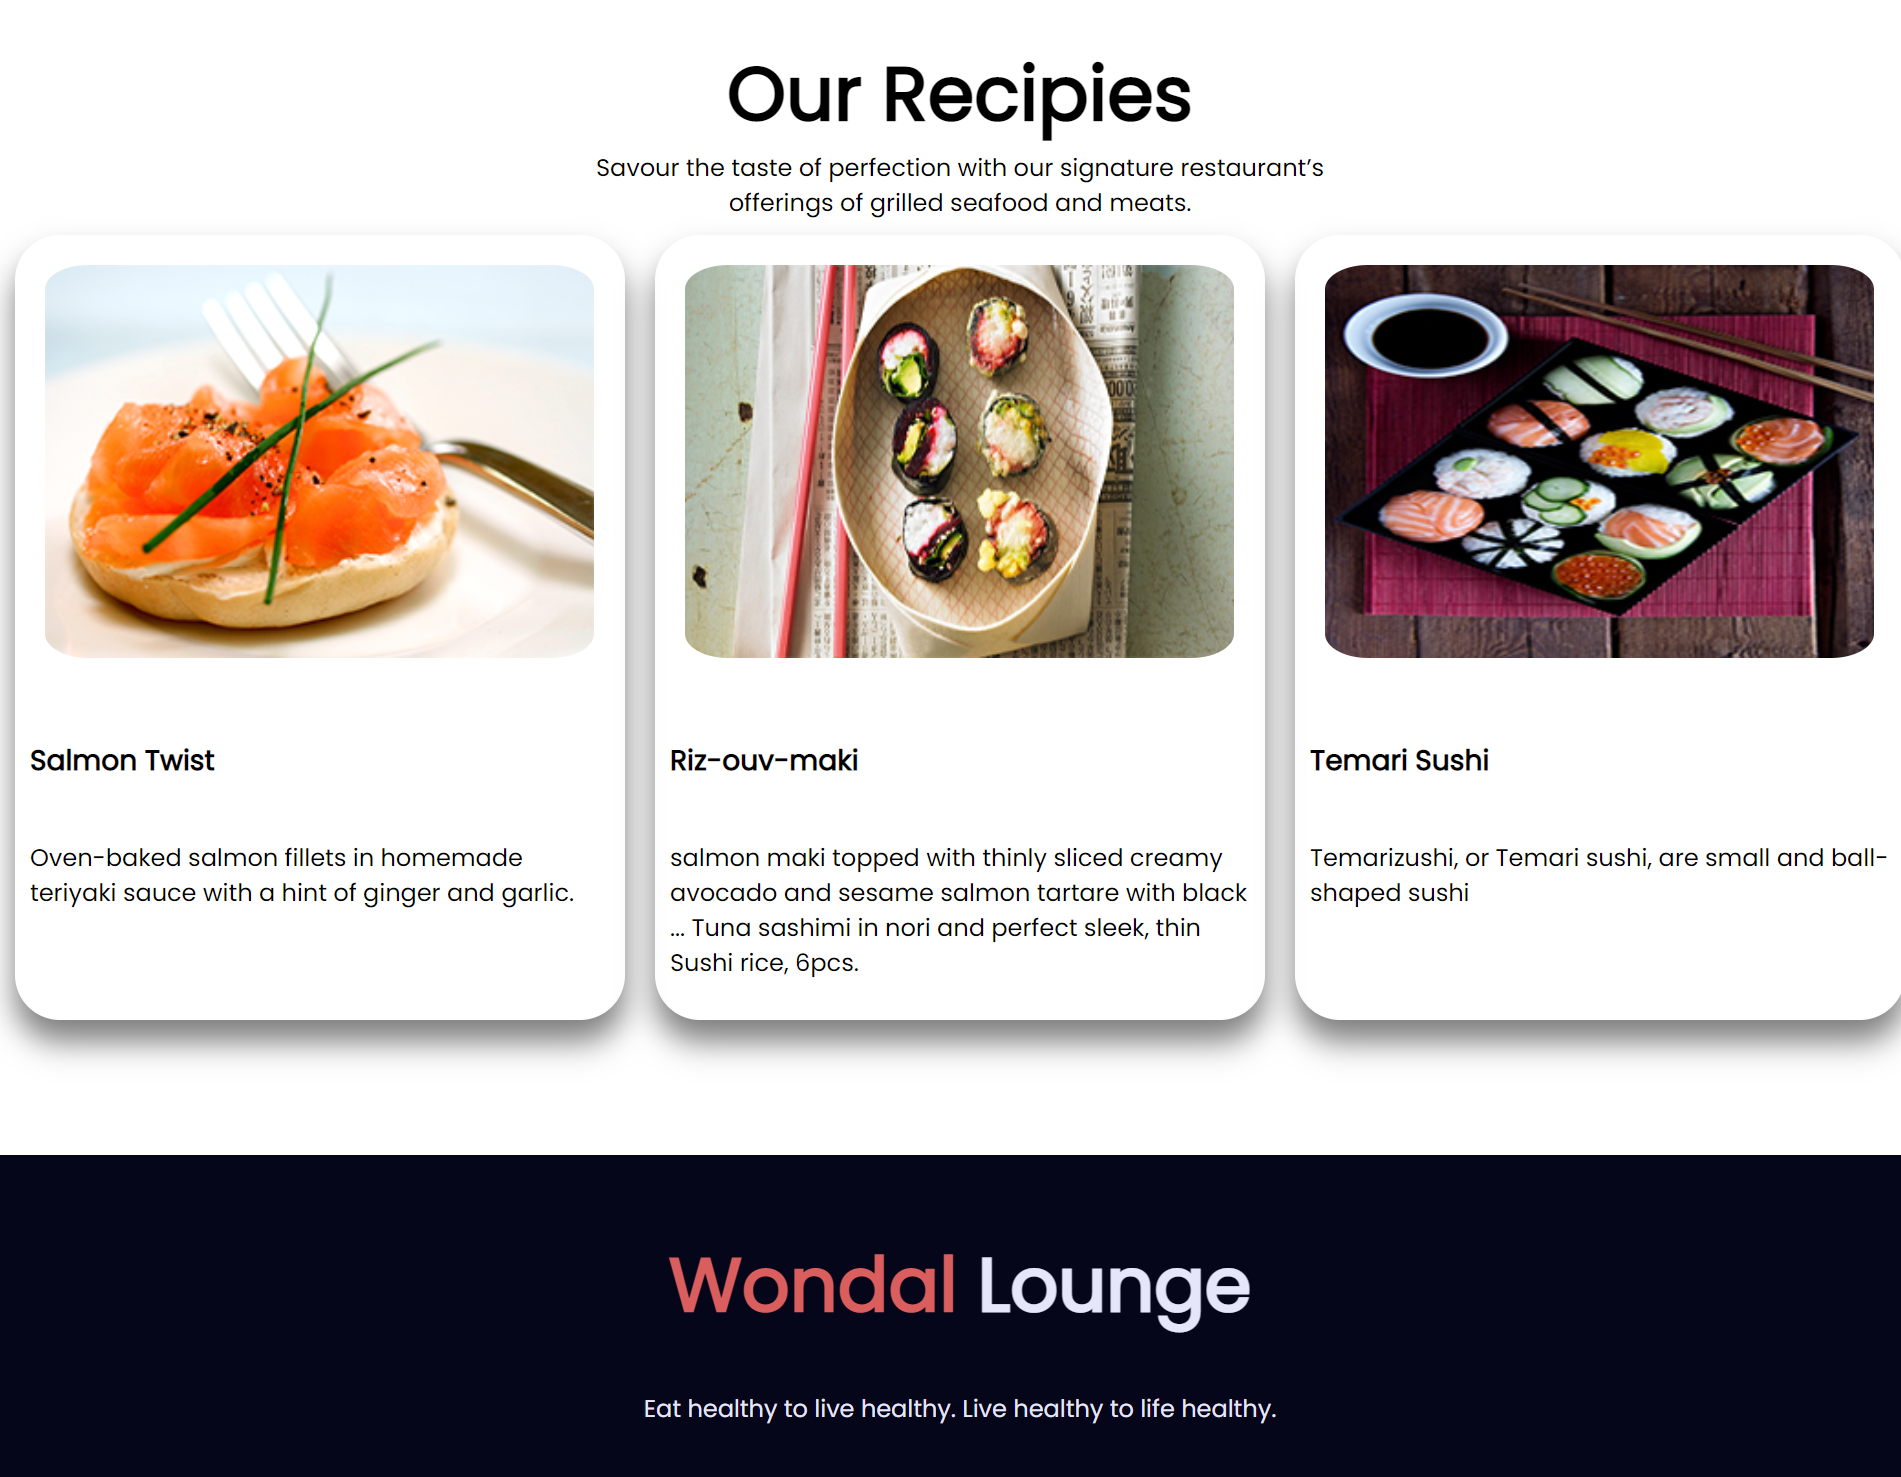 Our Recipies
Savour the taste of perfection with our signature restaurant’s
offerings of grilled seafood and meats.
Salmon Twist
Oven-baked salmon fillets in homemade
teriyaki sauce with a hint of ginger and garlic.
Riz-ouv-maki
salmon maki topped with thinly sliced creamy
avocado and sesame salmon tartare with black
... Tuna sashimi in nori and perfect sleek, thin
Sushi rice, 6pcs.
Temari Sushi
Temarizushi, or Temari sushi, are small and ball-
shaped sushi
Wondal Lounge
Eat healthy to live healthy. Live healthy to life healthy.